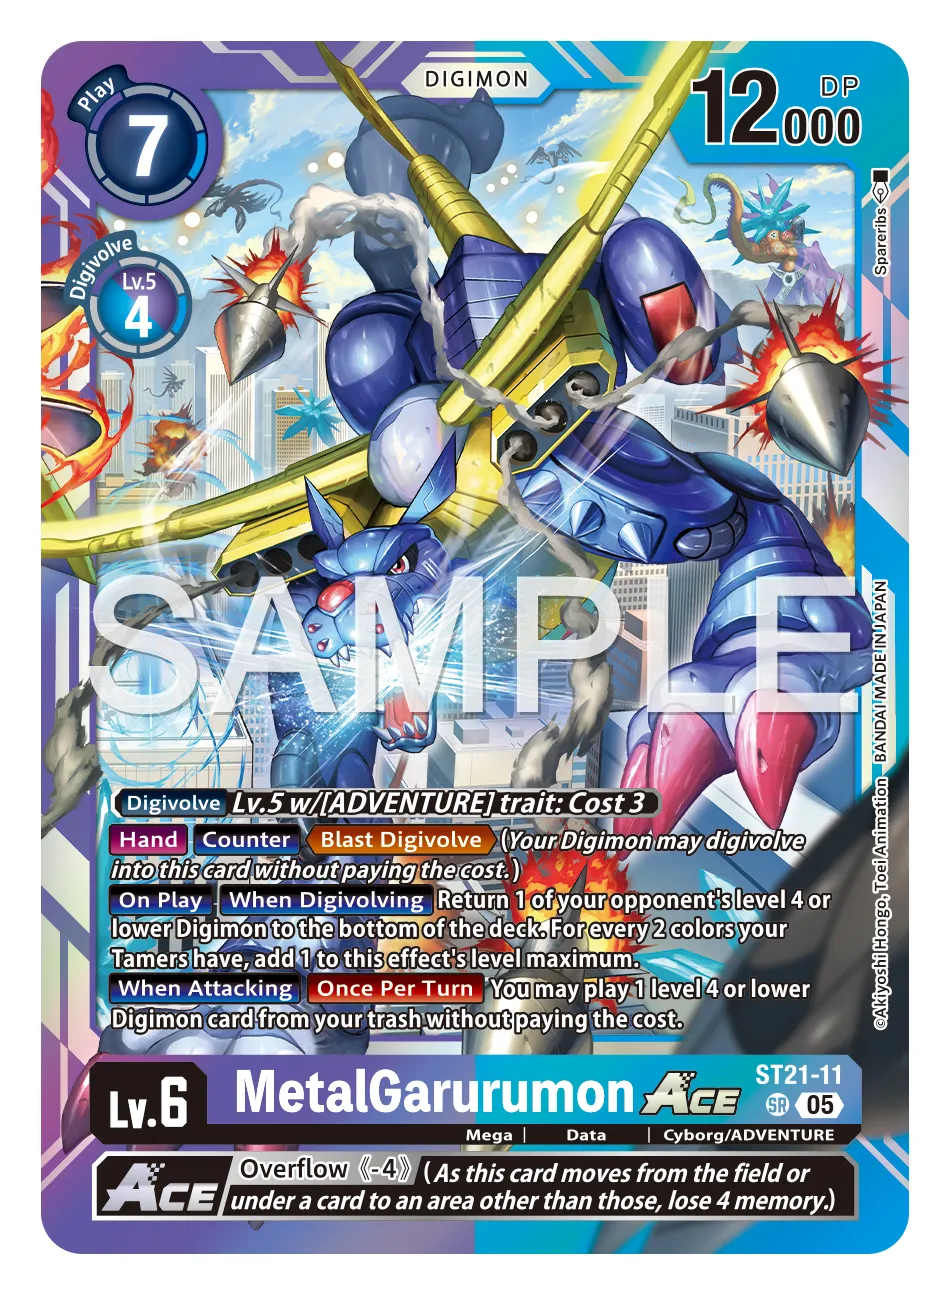 DIGIMON
Play
7
12000
DP
Digivolve
Lv.5
4
Spareribs
SAMPLE
©Akiyoshi Hongo, Toei Animation BANDAI MADE IN JAPAN
Digivolve Lv.5 w/[ADVENTURE] trait: Cost 3
Hand Counter Blast Digivolve (Your Digimon may digivolve
into this card without paying the cost.)
On Play When Digivolving Return 1 of your opponent's level 4 or
lower Digimon to the bottom of the deck. For every 2 colors your
Tamers have, add 1 to this effect's level maximum.
When Attacking Once Per Turn You may play 1 level 4 or lower
Digimon card from your trash without paying the cost.
Lv.6
MetalGarurumon ACE
ST21-11
SR 05
Mega | Data | Cyborg/ADVENTURE
ACE
Overflow 《-4》 (As this card moves from the field or
under a card to an area other than those, lose 4 memory.)